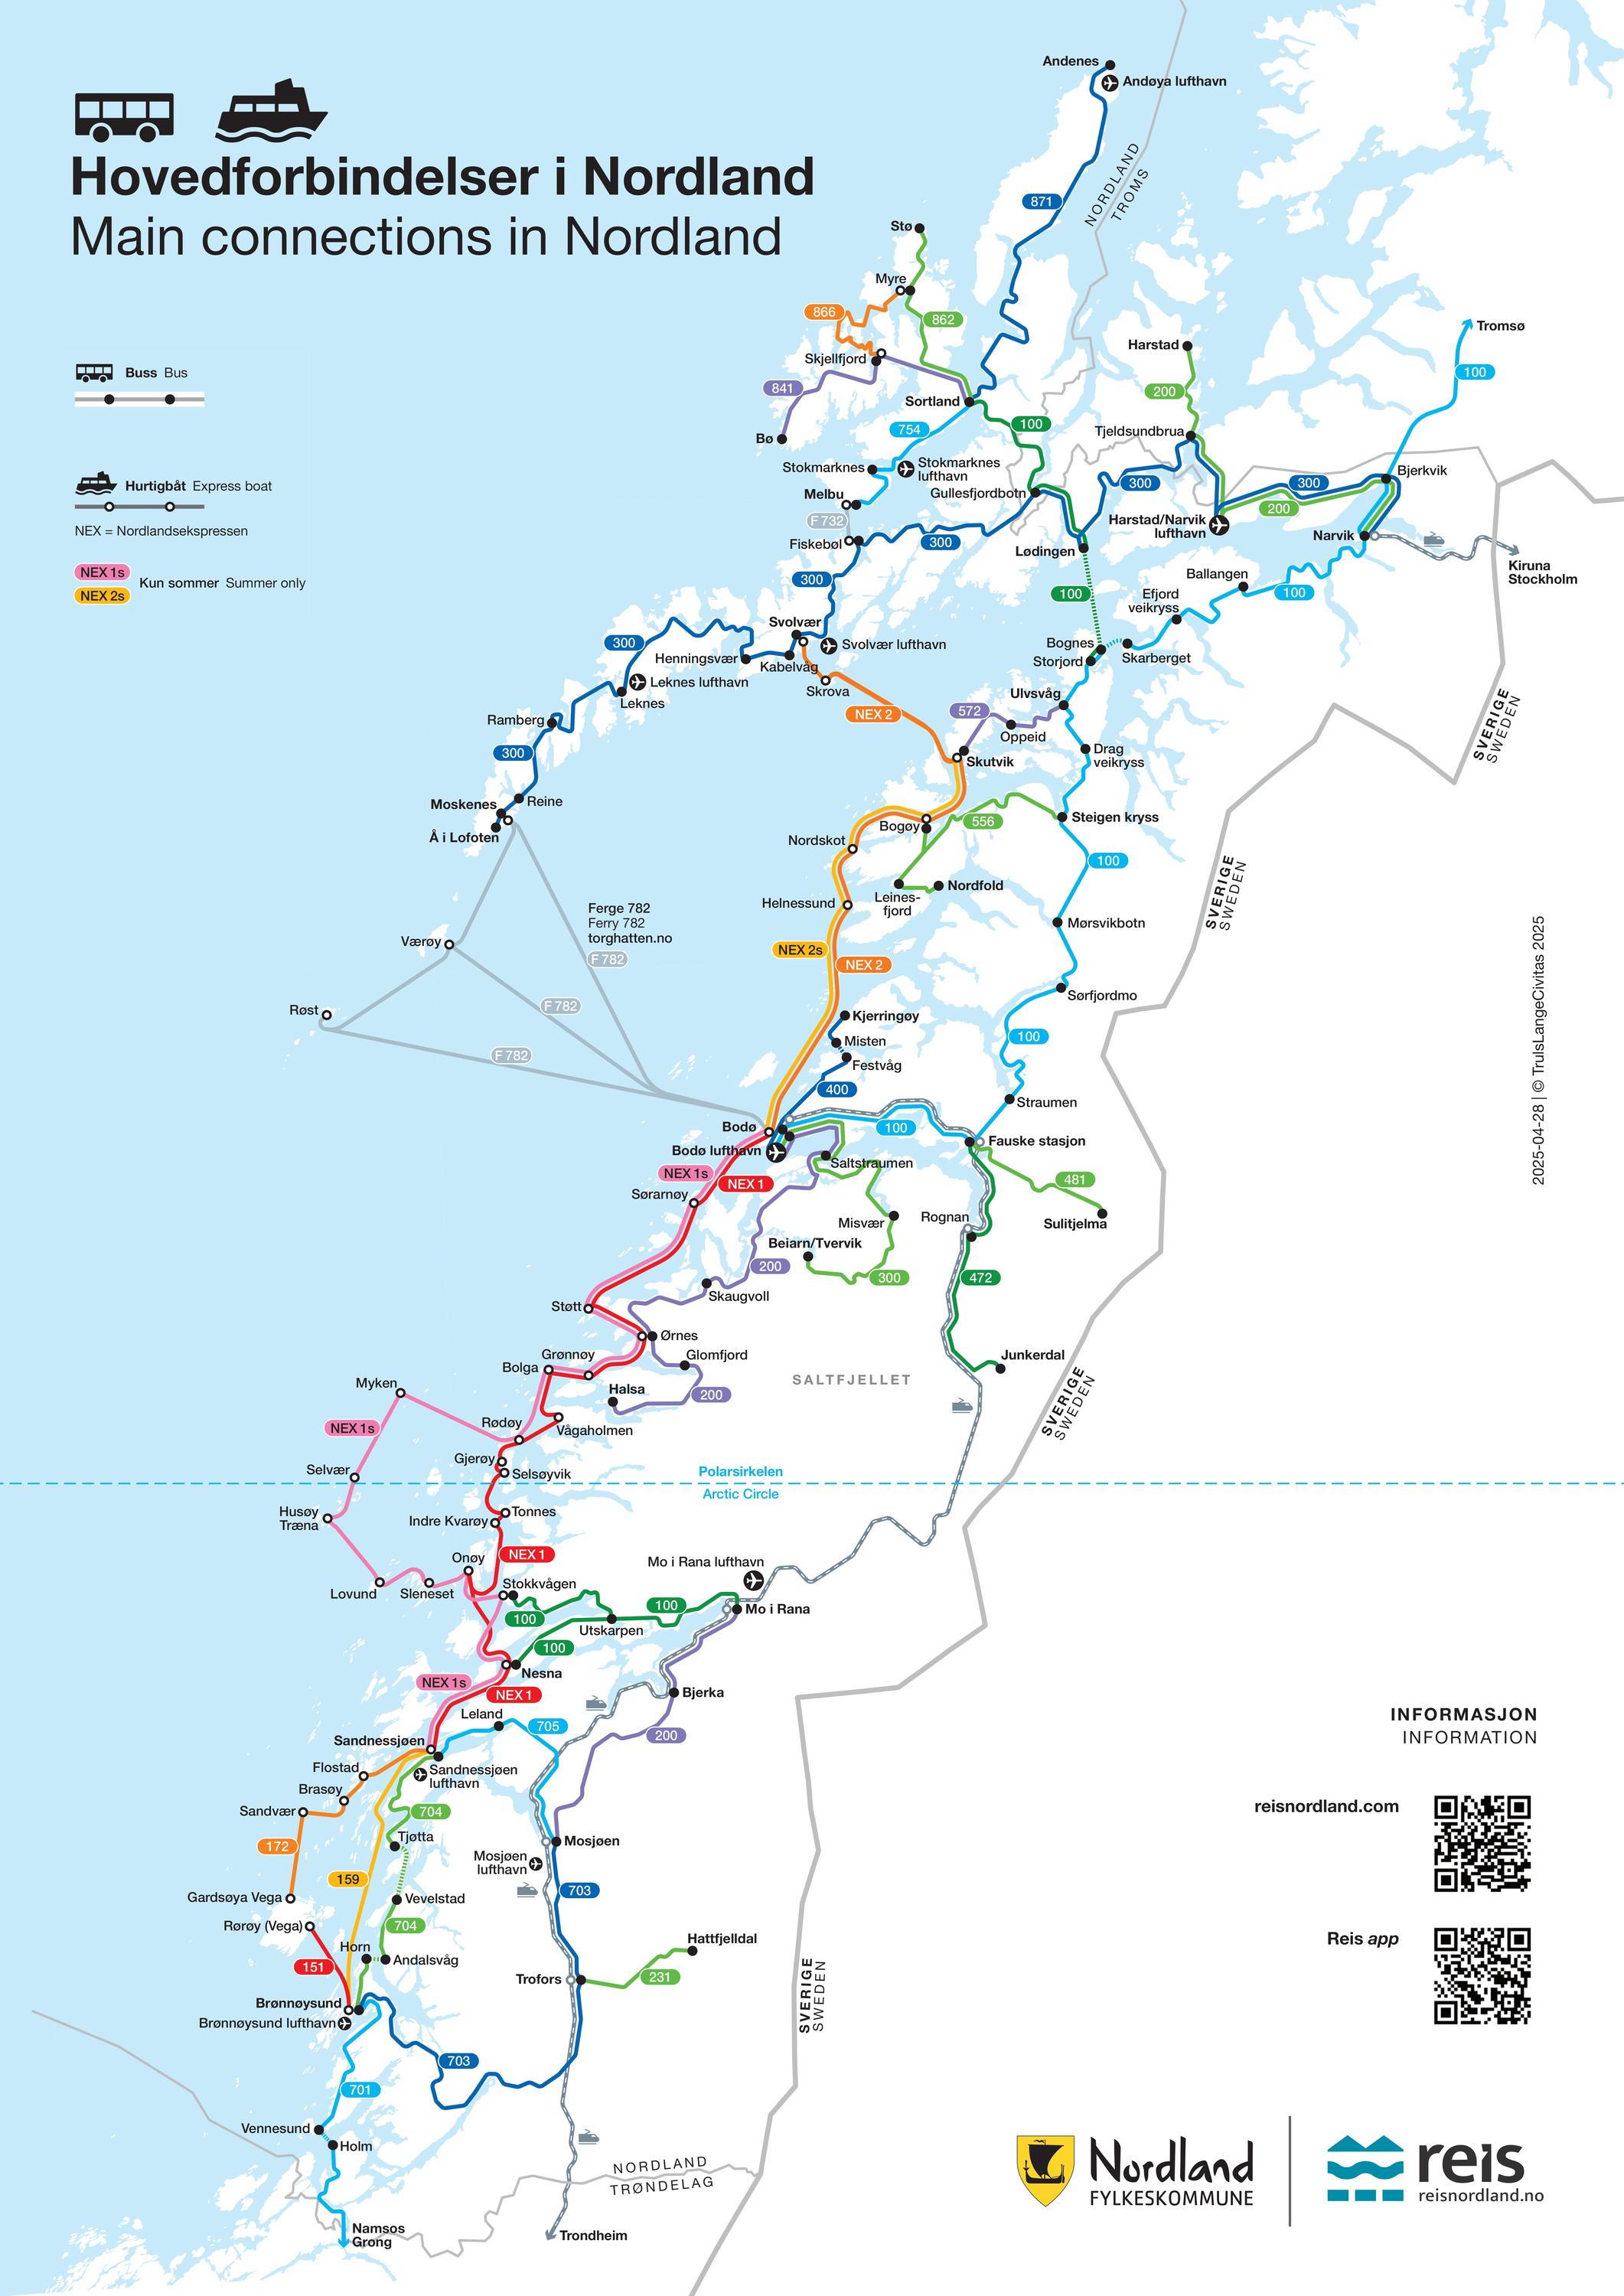 Hovedforbindelser i Nordland
Main connections in Nordland
Buss Bus
Hurtigbåt Express boat
NEX = Nordlandsekspressen
NEX 1s
NEX 2s
Kun sommer Summer only
Andenes
Andøya lufthavn
871
NORDLAND
TROMS
Stø
Myre
866
862
Skjellfjord
841
Bø
Sortland
754
100
Stokmarknes
Stokmarknes
lufthavn
Melbu
F 732
Fiskebøl
Gullesfjordbotn
300
300
Harstad
200
Tjeldsundbrua
300
Harstad/Narvik
lufthavn
300
200
Bjerkvik
Tromsø
100
Narvik
Kiruna
Stockholm
Lødingen
100
Ballangen
100
Efjord
veikryss
Bognes
Storjord
Skarberget
Svolvær
Svolvær lufthavn
Kabelvåg
Henningsvær
Skrova
300
Leknes lufthavn
Leknes
Ramberg
300
Reine
Moskenes
Å i Lofoten
NEX 2
572
Ulvsvåg
Oppeid
Skutvik
Drag
veikryss
SVERIGE
SWEDEN
Bogøy
556
Steigen kryss
Nordskot
100
Leines-
fjord
Nordfold
Helnessund
Mørsvikbotn
SVERIGE
SWEDEN
Ferge 782
Ferry 782
torghatten.no
F 782
Værøy
F 782
Røst
F 782
NEX 2s
NEX 2
Sørfjordmo
Kjerringøy
Misten
Festvåg
100
400
Straumen
Bodø
100
Fauske stasjon
Bodø lufthavn
Saltstraumen
NEX 1s
NEX 1
481
Sulitjelma
Sørarnøy
Misvær
Rognan
Beiarn/Tvervik
200
300
472
Skaugvoll
Støtt
Ørnes
Glomfjord
Junkerdal
Grønnøy
Bolga
Halsa
200
SALTFJELLET
SVERIGE
SWEDEN
Myken
NEX 1s
Rødøy
Vågaholmen
Gjerøy
Selsøyvik
Selvær
Polarsirkelen
Arctic Circle
Husøy
Træna
Tonnes
Indre Kvarøy
NEX 1
Onøy
Mo i Rana lufthavn
Lovund
Sleneset
Stokkvågen
100
100
Mo i Rana
Utskarpen
100
Nesna
NEX 1s
NEX 1
Bjerka
Leland
705
200
Sandnessjøen
Flostad
Sandnessjøen
lufthavn
Brasøy
Sandvær
704
172
Tjøtta
Mosjøen
Mosjøen
lufthavn
159
703
Gardsøya Vega
Vevelstad
Rørøy (Vega)
704
Horn
Andalsvåg
151
Hattfjelldal
Trofors
231
Brønnøysund
Brønnøysund lufthavn
SVERIGE
SWEDEN
703
701
Vennesund
Holm
NORDLAND
TRØNDELAG
Namsos
Grong
Trondheim
2025-04-28 | © TrulsLangeCivitas 2025
INFORMASJON
INFORMATION
reisnordland.com
Reis app
Nordland
FYLKESKOMMUNE
reis
reisnordland.no